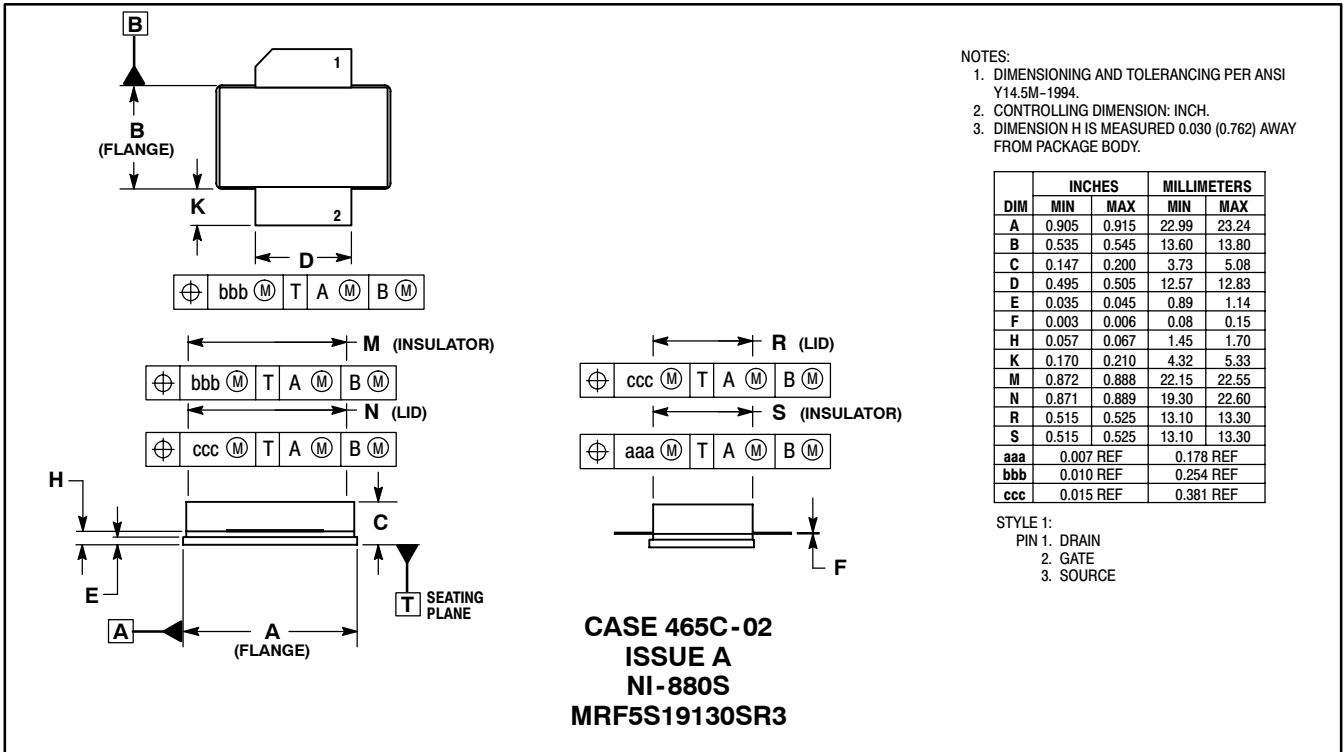 B
1
B
(FLANGE)
K
2
D
⌖ bbb Ⓜ T A Ⓜ B Ⓜ
M (INSULATOR)
⌖ bbb Ⓜ T A Ⓜ B Ⓜ
N (LID)
⌖ ccc Ⓜ T A Ⓜ B Ⓜ
H
C
E
T SEATING
PLANE
A
A
(FLANGE)
R (LID)
⌖ ccc Ⓜ T A Ⓜ B Ⓜ
S (INSULATOR)
⌖ aaa Ⓜ T A Ⓜ B Ⓜ
F
CASE 465C-02
ISSUE A
NI-880S
MRF5S19130SR3
NOTES:
1. DIMENSIONING AND TOLERANCING PER ANSI
Y14.5M-1994.
2. CONTROLLING DIMENSION: INCH.
3. DIMENSION H IS MEASURED 0.030 (0.762) AWAY
FROM PACKAGE BODY.
INCHES MILLIMETERS
DIM MIN MAX MIN MAX
A 0.905 0.915 22.99 23.24
B 0.535 0.545 13.60 13.80
C 0.147 0.200 3.73 5.08
D 0.495 0.505 12.57 12.83
E 0.035 0.045 0.89 1.14
F 0.003 0.006 0.08 0.15
H 0.057 0.067 1.45 1.70
K 0.170 0.210 4.32 5.33
M 0.872 0.888 22.15 22.55
N 0.871 0.889 19.30 22.60
R 0.515 0.525 13.10 13.30
S 0.515 0.525 13.10 13.30
aaa 0.007 REF 0.178 REF
bbb 0.010 REF 0.254 REF
ccc 0.015 REF 0.381 REF
STYLE 1:
PIN 1. DRAIN
2. GATE
3. SOURCE